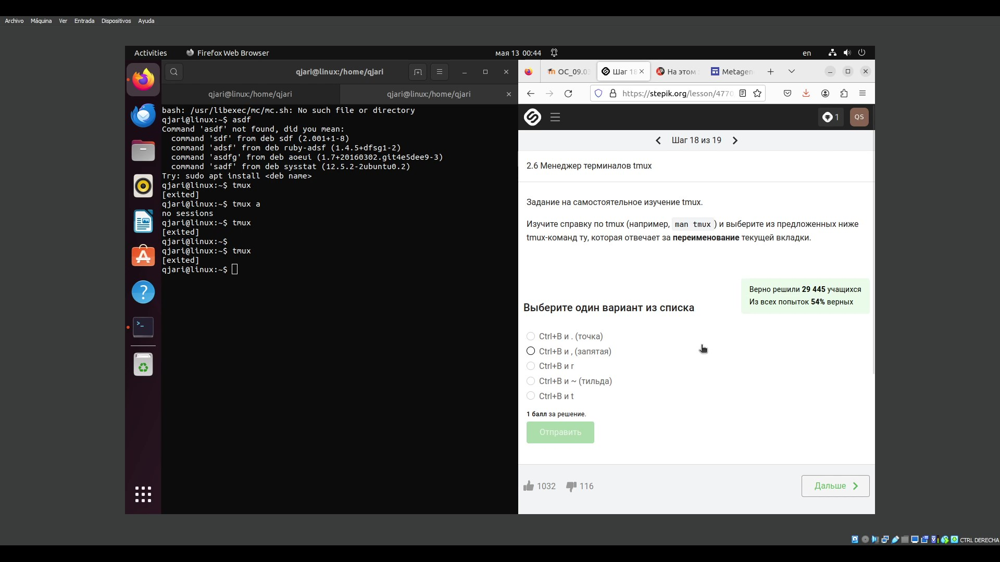 Archivo Máquina Ver Entrada Dispositivos Ayuda
Activities Firefox Web Browser мая 13 00:44 en
qjari@linux:/home/qjari
qjari@linux:/home/qjari qjari@linux:/home/qjari
bash: /usr/libexec/mc/mc.sh: No such file or directory
qjari@linux:~$ asdf
Command 'asdf' not found, did you mean:
command 'sdf' from deb sdf (2.001+1-8)
command 'adsf' from deb ruby-adsf (1.4.5+dfsg1-2)
command 'asdfg' from deb aoeui (1.7+20160302.git4e5dee9-3)
command 'sadf' from deb sysstat (12.5.2-2ubuntu0.2)
Try: sudo apt install <deb name>
qjari@linux:~$ tmux
[exited]
qjari@linux:~$ tmux a
no sessions
qjari@linux:~$ tmux
[exited]
qjari@linux:~$
qjari@linux:~$ tmux
[exited]
qjari@linux:~$
ОС_09.03 Шаг 18 На этом Metagen
https://stepik.org/lesson/4770
1 QS
Шаг 18 из 19
2.6 Менеджер терминалов tmux
Задание на самостоятельное изучение tmux.
Изучите справку по tmux (например, man tmux ) и выберите из предложенных ниже
tmux-команд ту, которая отвечает за переименование текущей вкладки.
Верно решили 29 445 учащихся
Из всех попыток 54% верных
Выберите один вариант из списка
Ctrl+B и . (точка)
Ctrl+B и , (запятая)
Ctrl+B и r
Ctrl+B и ~ (тильда)
Ctrl+B и t
1 балл за решение.
Отправить
1032 116
Дальше
CTRL DERECHA